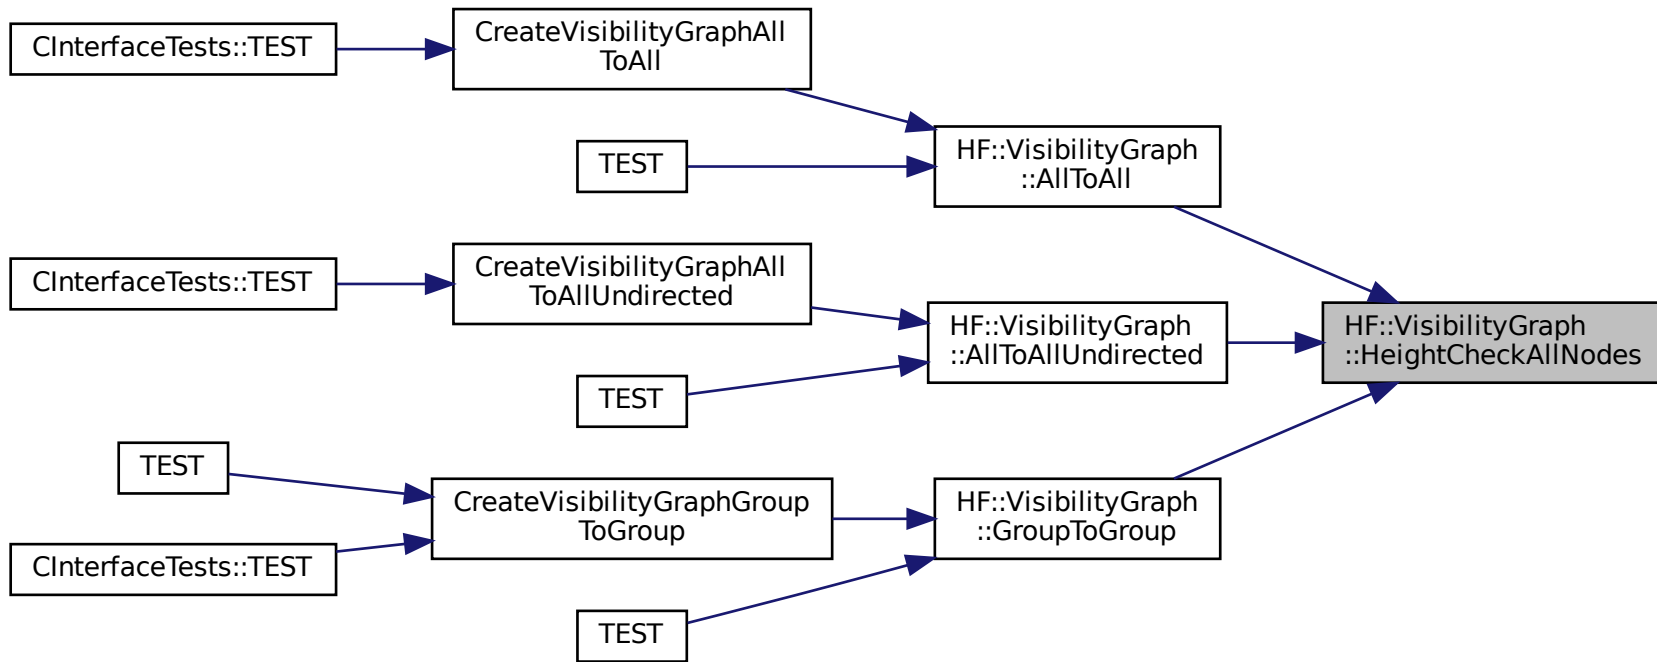 CInterfaceTests::TEST
CreateVisibilityGraphAll
ToAll
TEST
HF::VisibilityGraph
::AllToAll
CInterfaceTests::TEST
CreateVisibilityGraphAll
ToAllUndirected
HF::VisibilityGraph
::AllToAllUndirected
HF::VisibilityGraph
::HeightCheckAllNodes
TEST
TEST
CreateVisibilityGraphGroup
ToGroup
HF::VisibilityGraph
::GroupToGroup
CInterfaceTests::TEST
TEST